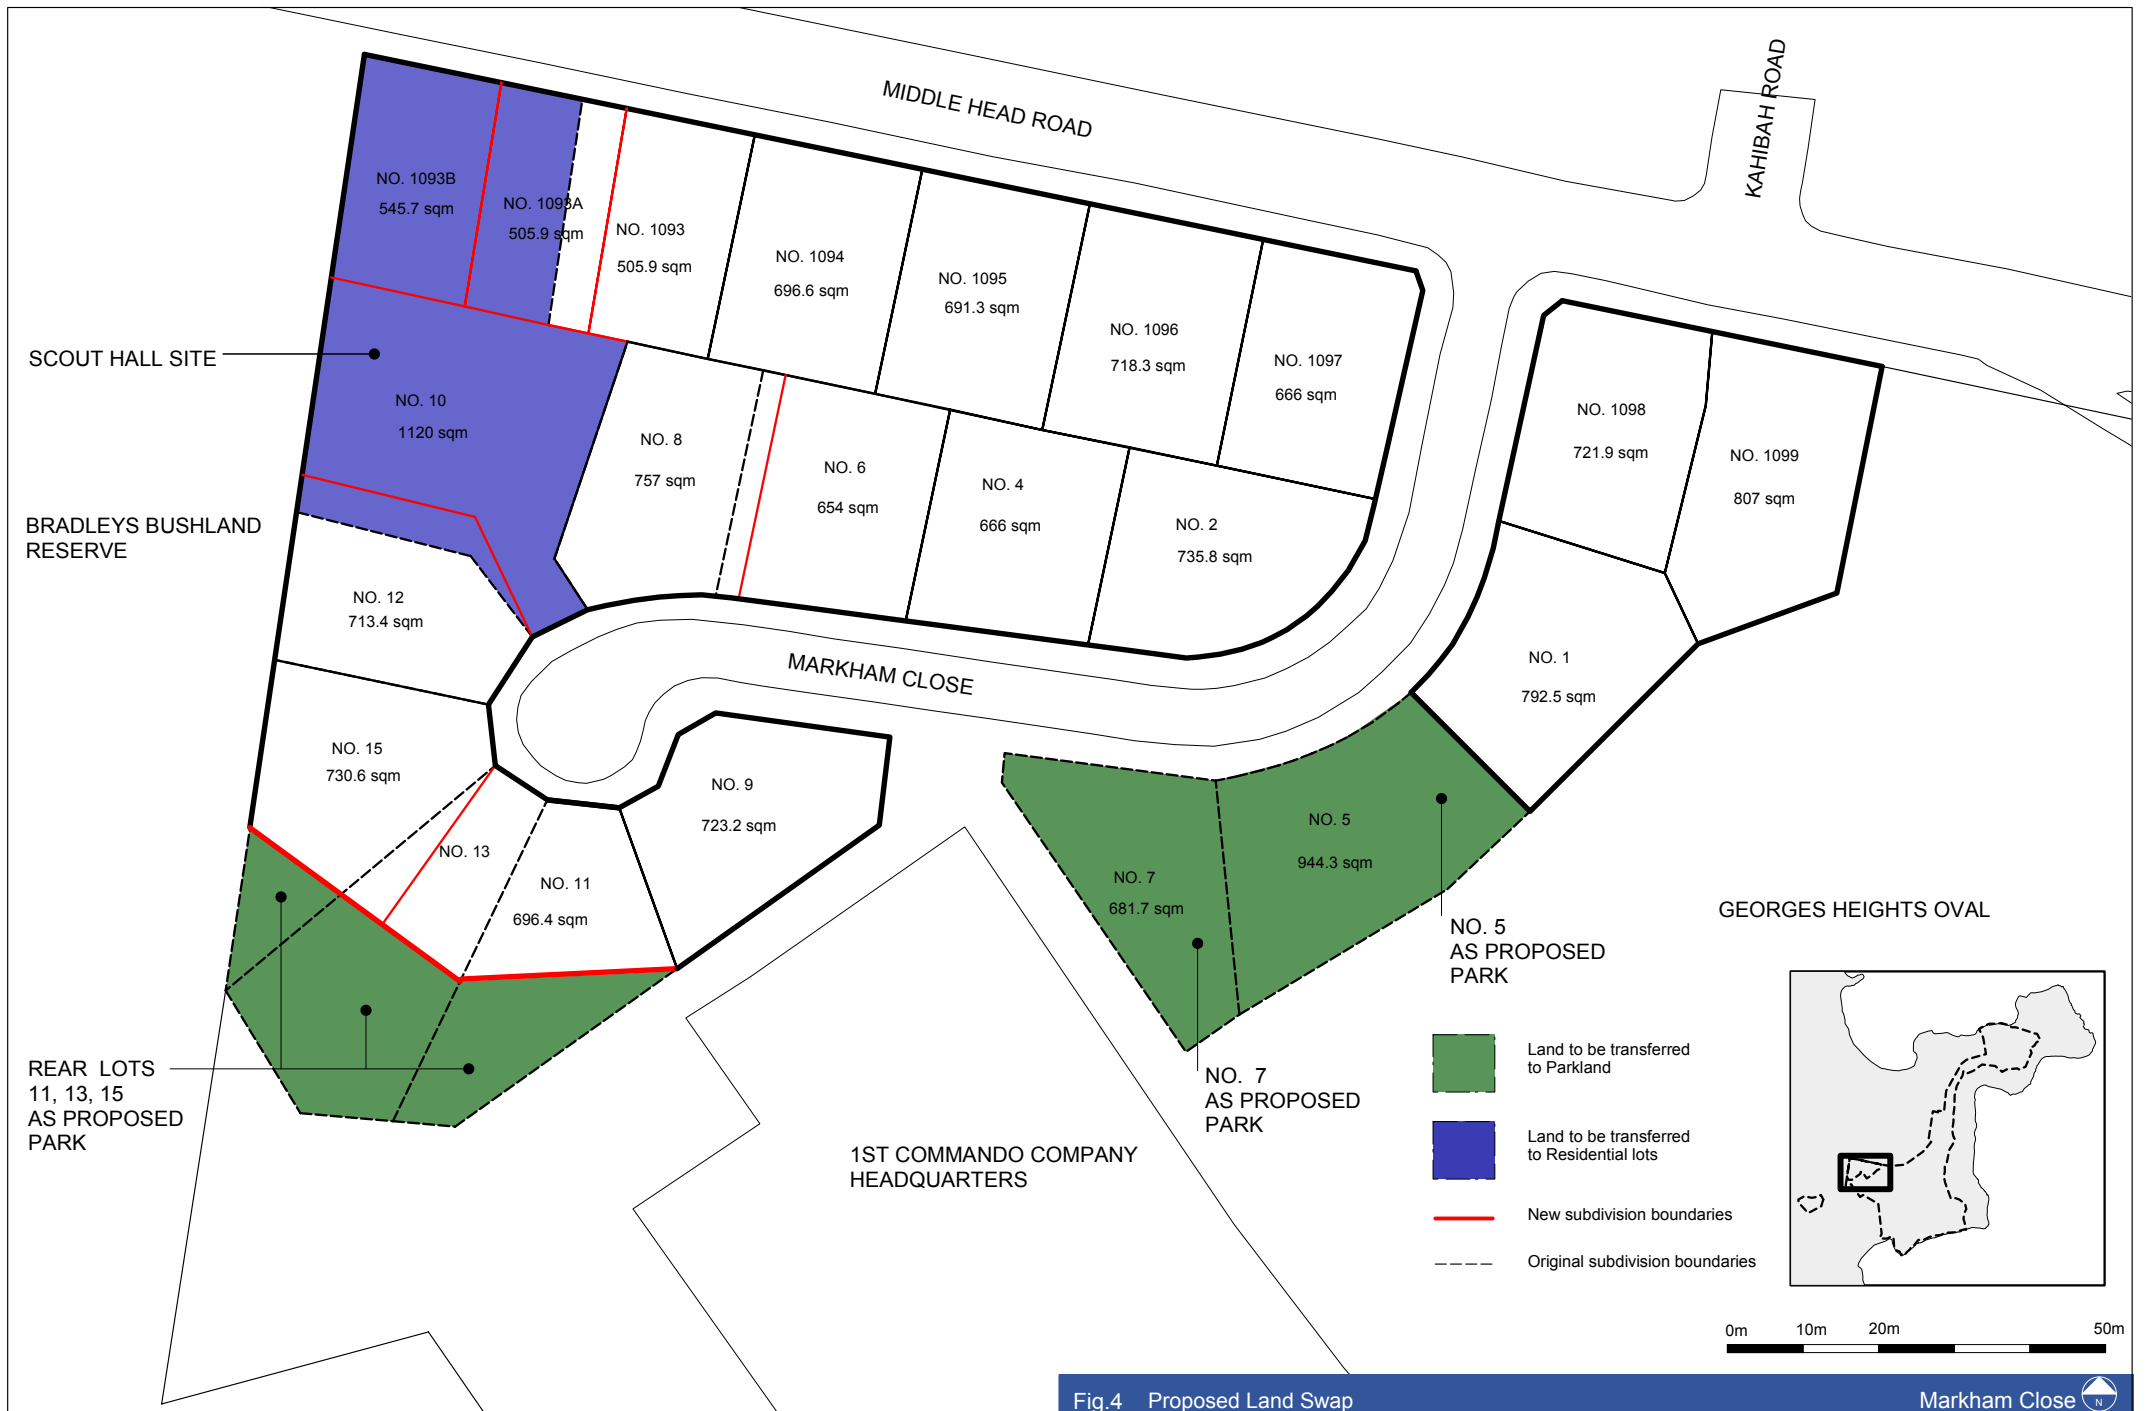 MIDDLE HEAD ROAD
KAHIBAH ROAD
NO. 1093B
545.7 sqm
NO. 1093A
505.9 sqm
NO. 1093
505.9 sqm
NO. 1094
696.6 sqm
NO. 1095
691.3 sqm
NO. 1096
718.3 sqm
NO. 1097
666 sqm
NO. 1098
721.9 sqm
NO. 1099
807 sqm
SCOUT HALL SITE
NO. 10
1120 sqm
NO. 8
757 sqm
NO. 6
654 sqm
NO. 4
666 sqm
NO. 2
735.8 sqm
BRADLEYS BUSHLAND
RESERVE
NO. 12
713.4 sqm
MARKHAM CLOSE
NO. 1
792.5 sqm
NO. 15
730.6 sqm
NO. 13
NO. 11
696.4 sqm
NO. 9
723.2 sqm
NO. 7
681.7 sqm
NO. 5
944.3 sqm
NO. 5
AS PROPOSED
PARK
GEORGES HEIGHTS OVAL
REAR LOTS
11, 13, 15
AS PROPOSED
PARK
NO. 7
AS PROPOSED
PARK
1ST COMMANDO COMPANY
HEADQUARTERS
Land to be transferred
to Parkland
Land to be transferred
to Residential lots
New subdivision boundaries
Original subdivision boundaries
0m 10m 20m 50m
Fig.4 Proposed Land Swap
Markham Close
N